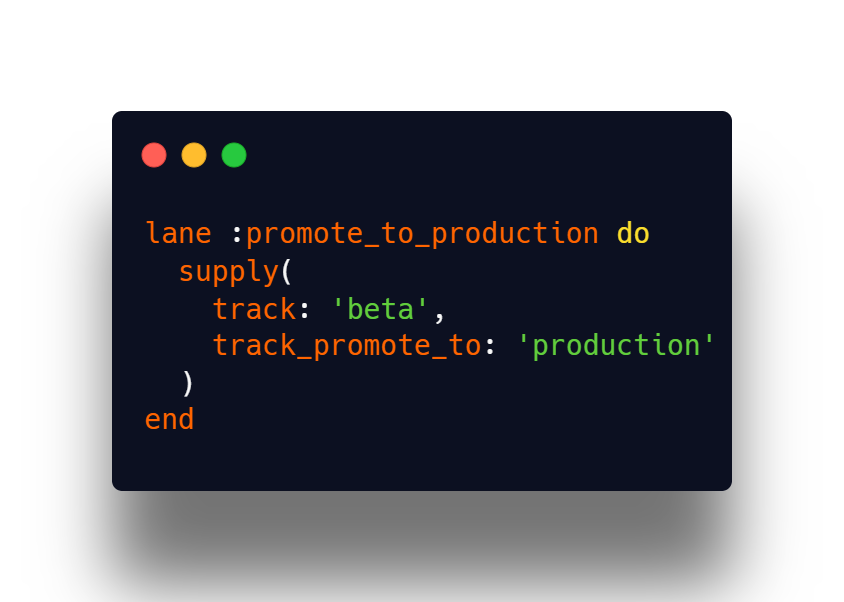 lane :promote_to_production do
  supply(
    track: 'beta',
    track_promote_to: 'production'
  )
end